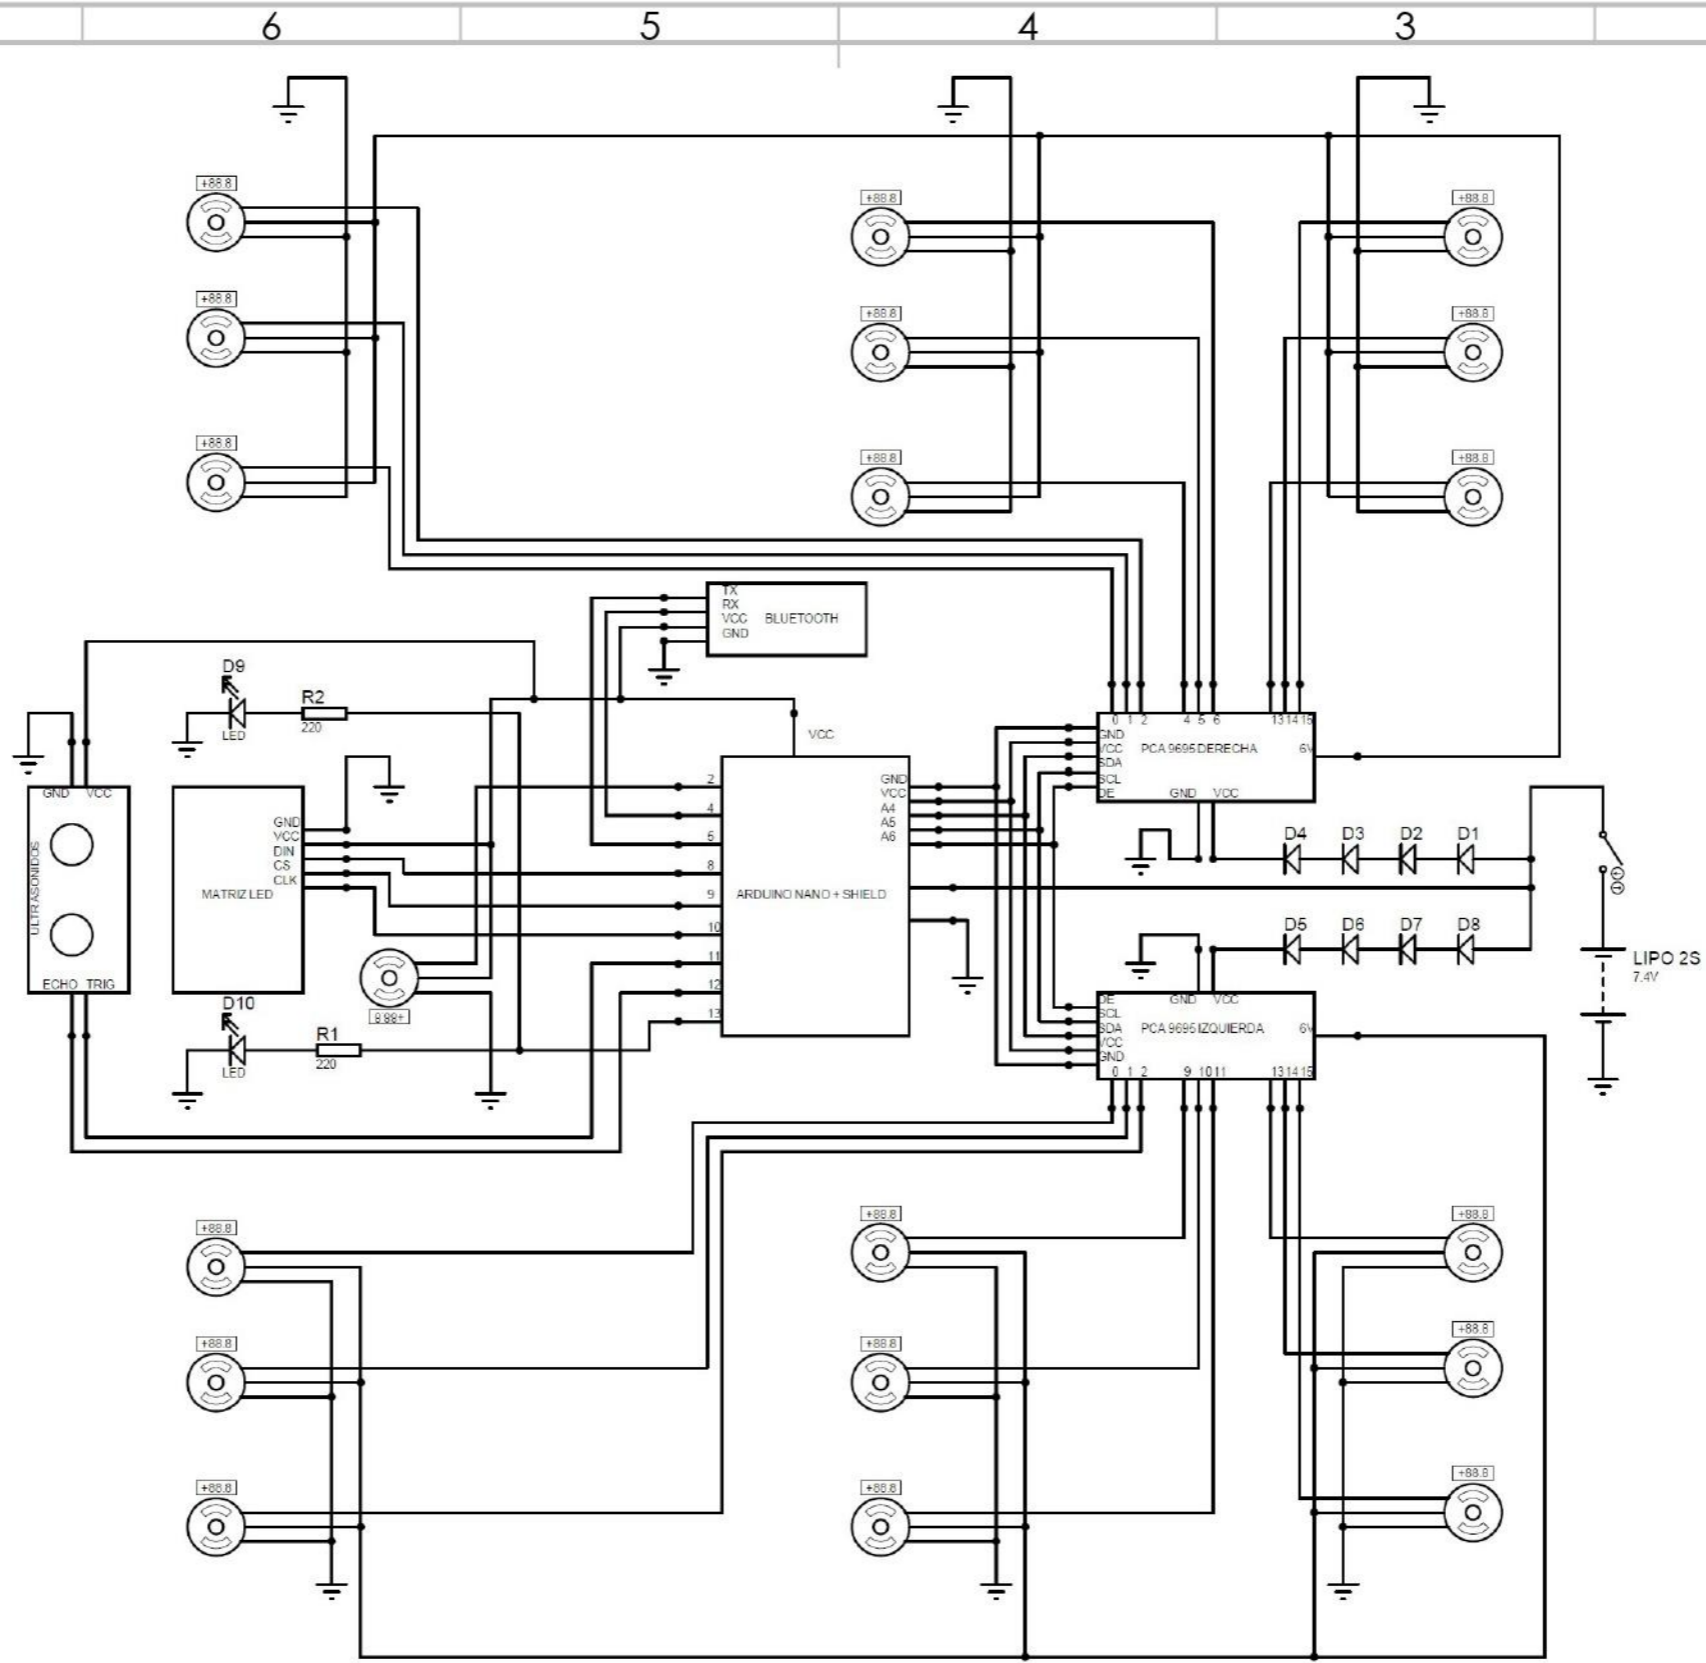 6 5 4 3
+88.8
+88.8 +88.8
+88.8
+88.8 +88.8
+88.8
+88.8 +88.8
TX
RX
VCC BLUETOOTH
GND
D9
R2
LED 220
VCC
0 1 2 4 5 6 13 14 15
GND
VCC PCA 9695 DERECHA 6V
SDA
SCL
DE GND VCC
GND VCC
ULTRASONIDOS
ECHO TRIG
GND
VCC
DIN
CS
CLK
MATRIZ LED
2
4
5
8
9
10
11
12
13
ARDUINO NANO + SHIELD
GND
VCC
A4
A5
A6
D4 D3 D2 D1
D5 D6 D7 D8
LIPO 2S
7.4V
8.88+
D10
R1
LED 220
DE GND VCC
SCL
SDA PCA 9695 IZQUIERDA 6V
VCC
GND
0 1 2 9 10 11 13 14 15
+88.8 +88.8 +88.8
+88.8 +88.8 +88.8
+88.8 +88.8 +88.8